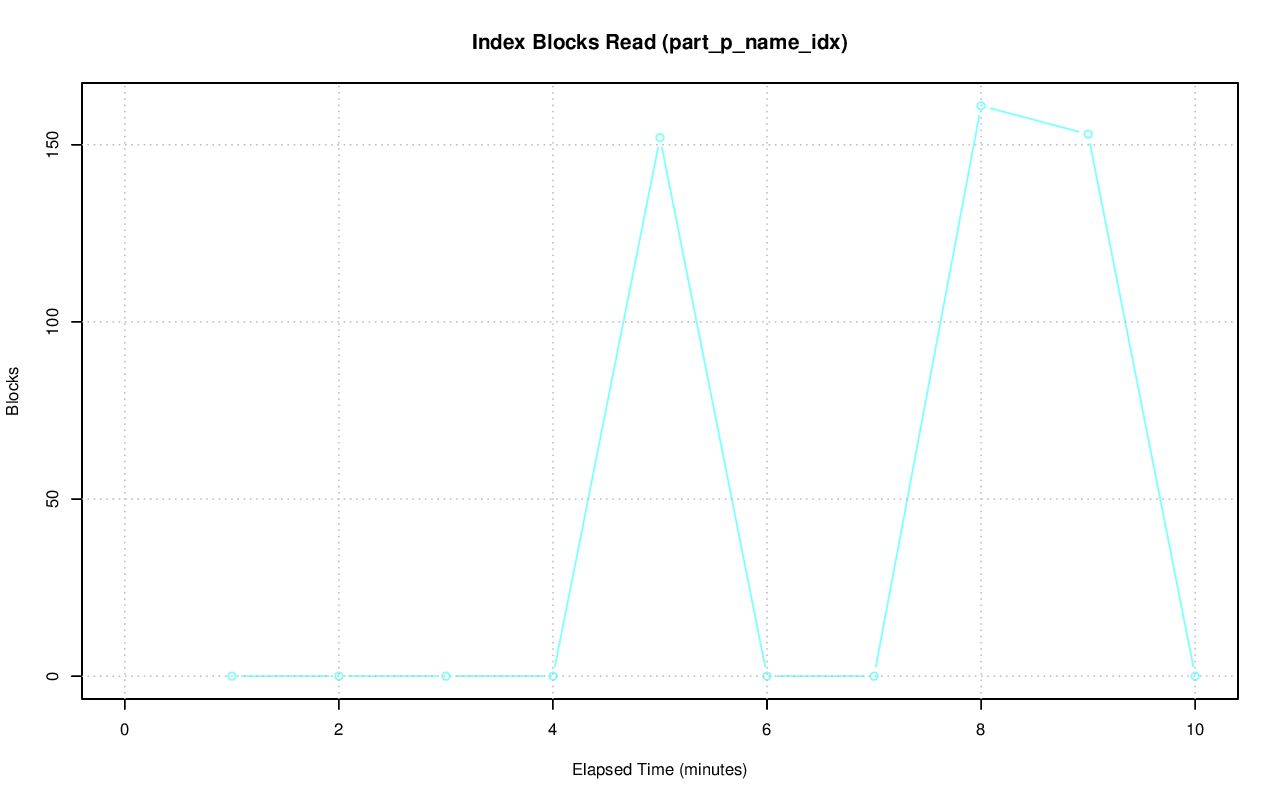 Index Blocks Read (part_p_name_idx)
150
100
50
0
Blocks
0 2 4 6 8 10
Elapsed Time (minutes)